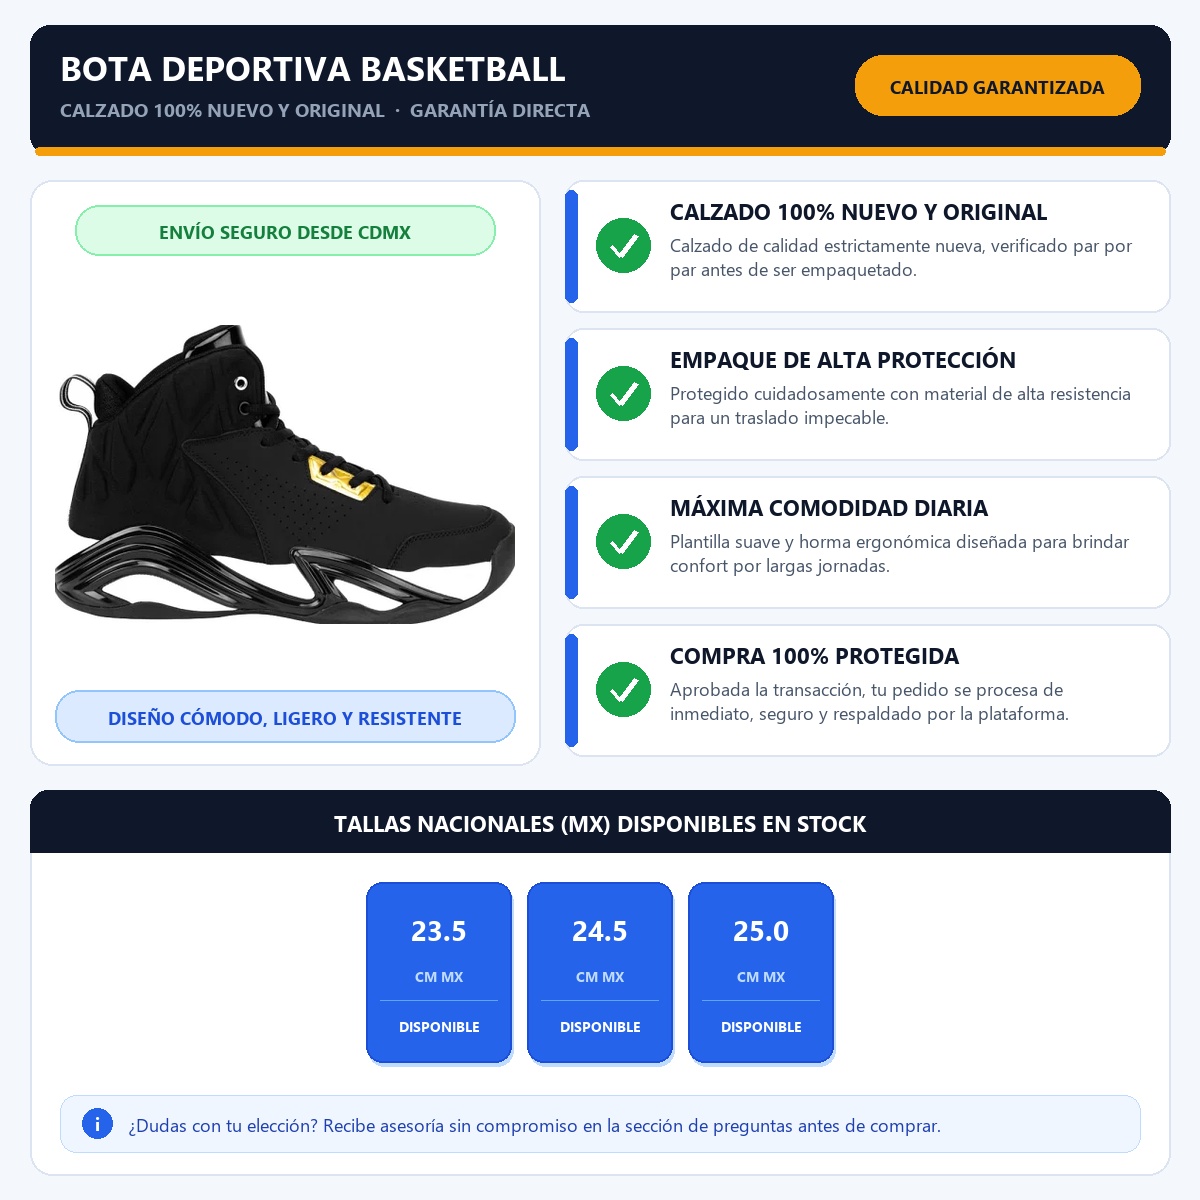 BOTA DEPORTIVA BASKETBALL
CALZADO 100% NUEVO Y ORIGINAL · GARANTÍA DIRECTA
CALIDAD GARANTIZADA
ENVÍO SEGURO DESDE CDMX
DISEÑO CÓMODO, LIGERO Y RESISTENTE
CALZADO 100% NUEVO Y ORIGINAL
Calzado de calidad estrictamente nueva, verificado par por
par antes de ser empaquetado.
EMPAQUE DE ALTA PROTECCIÓN
Protegido cuidadosamente con material de alta resistencia
para un traslado impecable.
MÁXIMA COMODIDAD DIARIA
Plantilla suave y horma ergonómica diseñada para brindar
confort por largas jornadas.
COMPRA 100% PROTEGIDA
Aprobada la transacción, tu pedido se procesa de
inmediato, seguro y respaldado por la plataforma.
TALLAS NACIONALES (MX) DISPONIBLES EN STOCK
23.5
CM MX
DISPONIBLE
24.5
CM MX
DISPONIBLE
25.0
CM MX
DISPONIBLE
¿Dudas con tu elección? Recibe asesoría sin compromiso en la sección de preguntas antes de comprar.